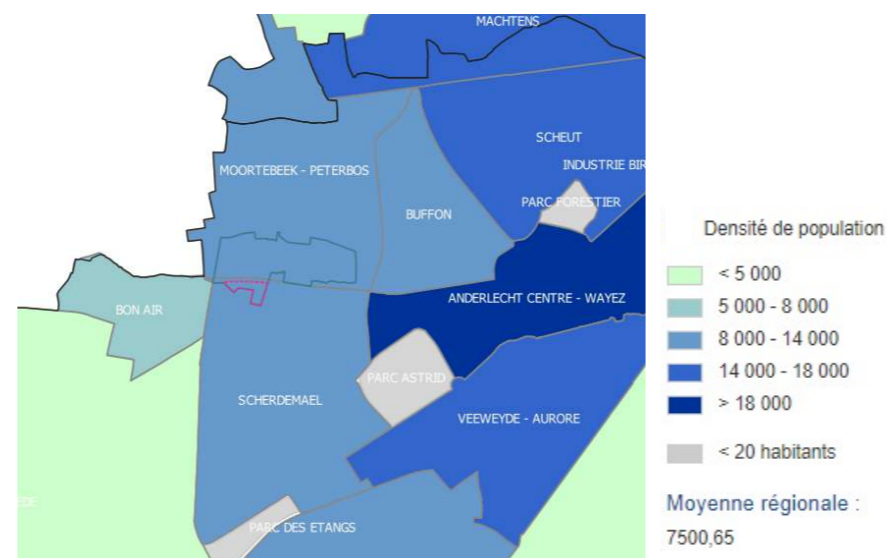 MACHTENS
SCHEUT
INDUSTRIE BIR
MOORTEBEEK - PETERBOS
PARC FORESTIER
BUFFON
BON AIR
ANDERLECHT CENTRE - WAYEZ
PARC ASTRID
SCHERDEMAEL
VEEWEYDE - AURORE
EDE
PARC DES ETANGS
Densité de population
< 5 000
5 000 - 8 000
8 000 - 14 000
14 000 - 18 000
> 18 000
< 20 habitants
Moyenne régionale :
7500,65